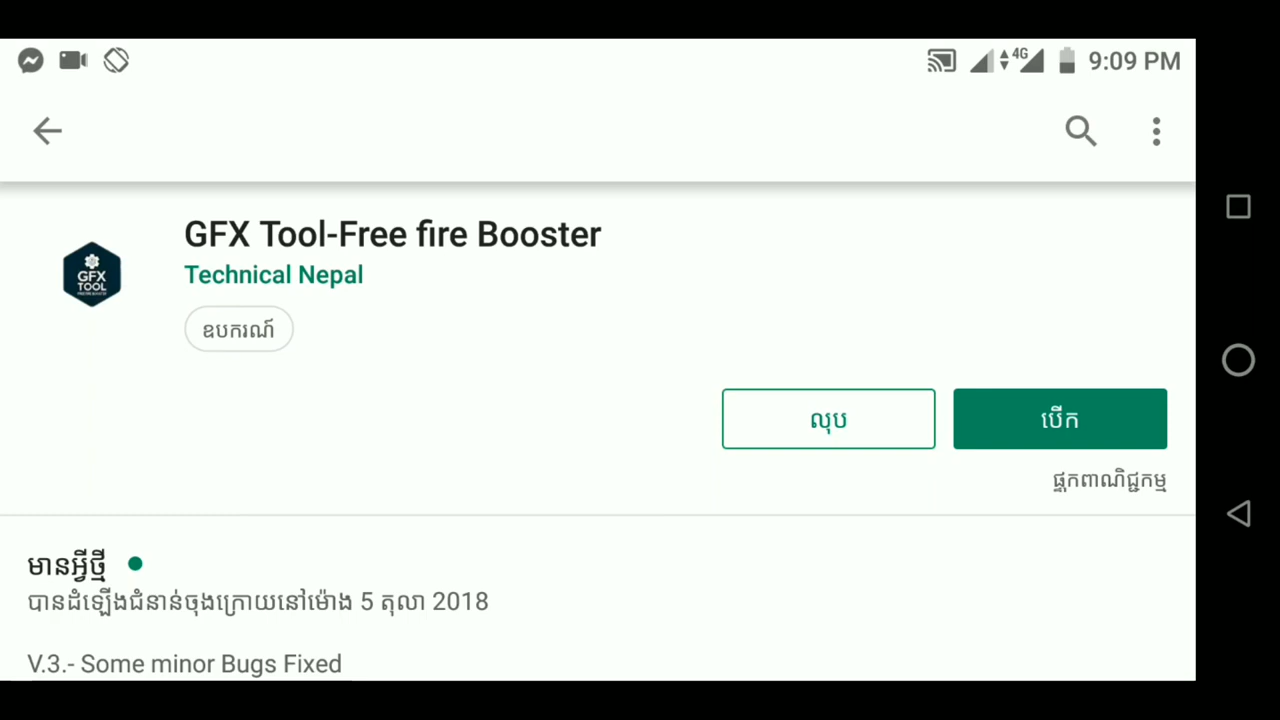 4G 9:09 PM
GFX Tool-Free fire Booster
Technical Nepal
GFX
TOOL
ឧបករណ៍
លុប
បើក
ផ្ទុកពាណិជ្ជកម្ម
មានអ្វីថ្មី
បានដំឡើងជំនាន់ចុងក្រោយនៅម៉ោង 5 តុលា 2018
V.3.- Some minor Bugs Fixed